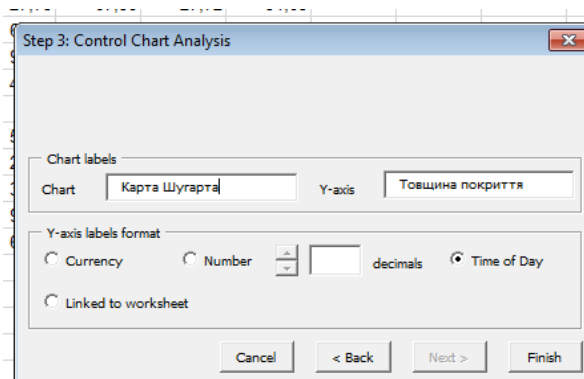 Step 3: Control Chart Analysis
Chart labels
Chart Карта Шугарта Y-axis Товщина покриття
Y-axis labels format
Currency Number decimals Time of Day
Linked to worksheet
Cancel < Back Next > Finish